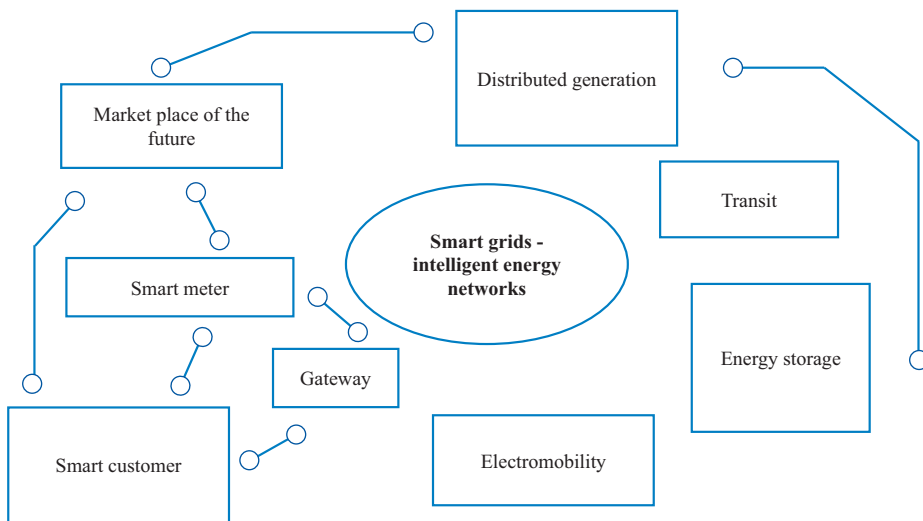 Distributed generation
Market place of the
future
Transit
Smart grids -
intelligent energy
networks
Smart meter
Energy storage
Gateway
Electromobility
Smart customer